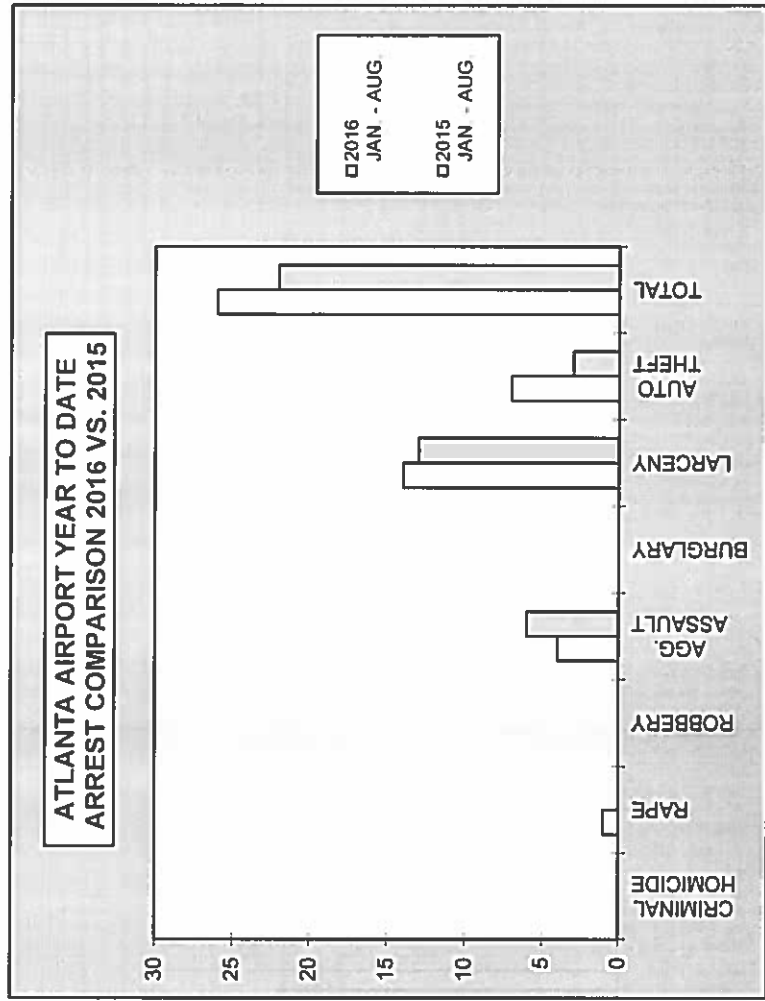 ATLANTA AIRPORT YEAR TO DATE
ARREST COMPARISON 2016 VS. 2015
30
25
20
15
10
5
0
CRIMINAL
HOMICIDE
RAPE
ROBBERY
AGG.
ASSAULT
BURGLARY
LARCENY
AUTO
THEFT
TOTAL
2016
JAN. - AUG.
2015
JAN. - AUG.